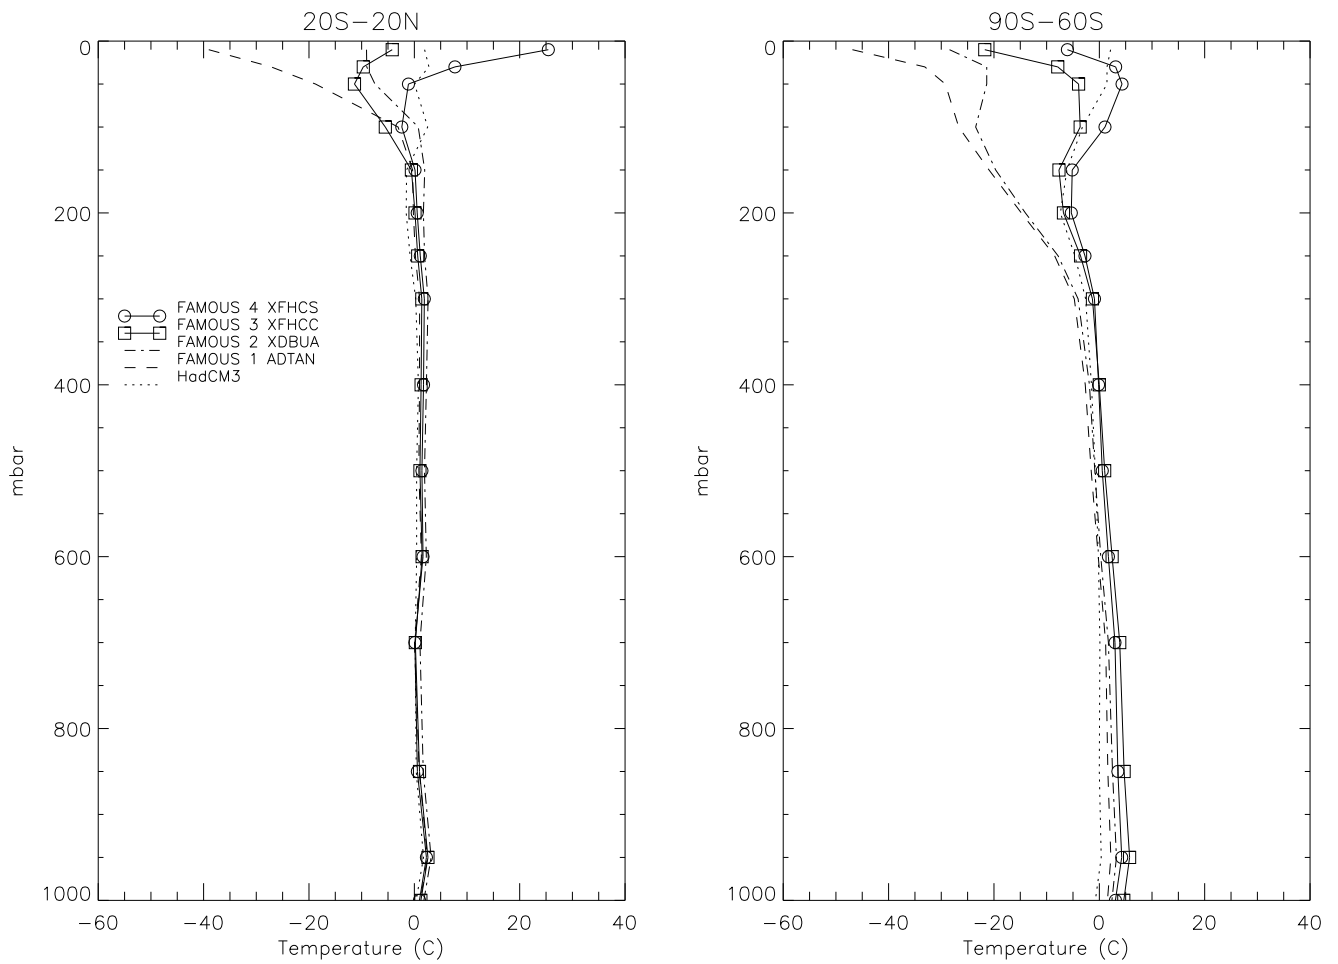 20S-20N
0
200
400
600
800
1000
mbar
-60 -40 -20 0 20 40
Temperature (C)
FAMOUS 4 XFHCS
FAMOUS 3 XFHCC
FAMOUS 2 XDBUA
FAMOUS 1 ADTAN
HadCM3
90S-60S
0
200
400
600
800
1000
mbar
-60 -40 -20 0 20 40
Temperature (C)